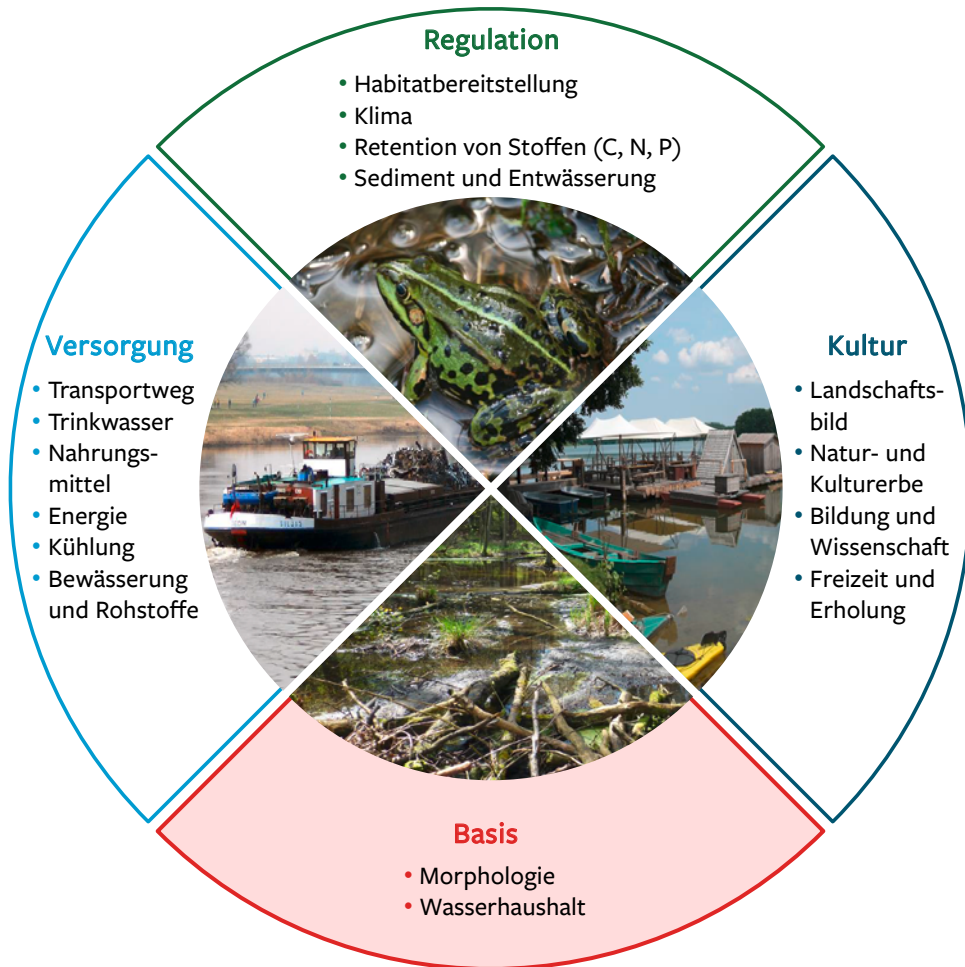 Regulation
• Habitatbereitstellung
• Klima
• Retention von Stoffen (C, N, P)
• Sediment und Entwässerung
Versorgung
• Transportweg
• Trinkwasser
• Nahrungs-
mittel
• Energie
• Kühlung
• Bewässerung
und Rohstoffe
Kultur
• Landschafts-
bild
• Natur- und
Kulturerbe
• Bildung und
Wissenschaft
• Freizeit und
Erholung
Basis
• Morphologie
• Wasserhaushalt